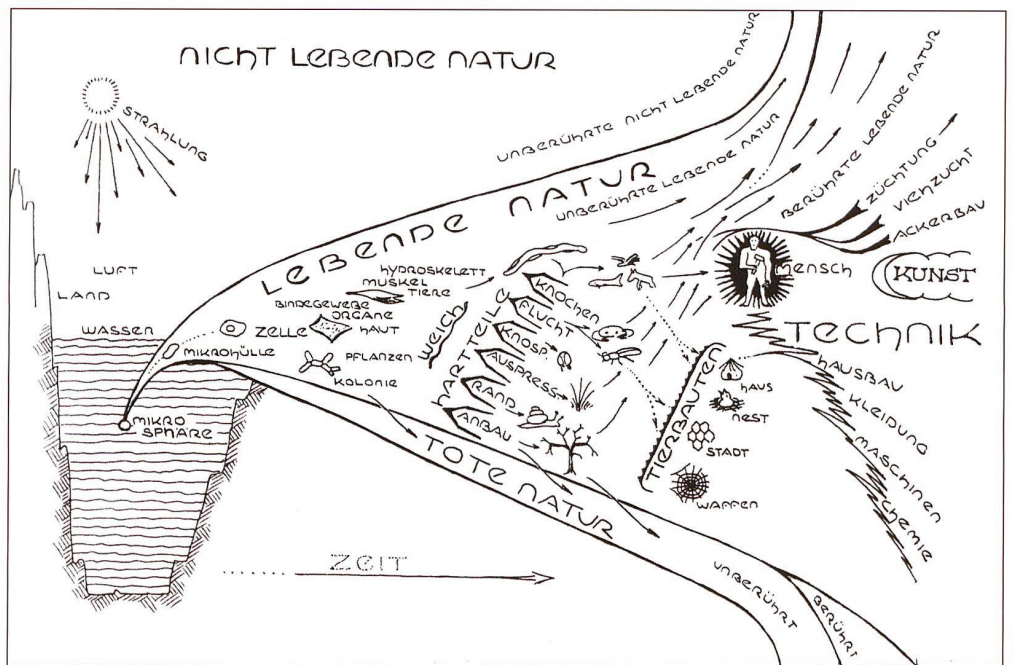 NICHT LEBENDE NATUR
STRAHLUNG
LUFT
LAND
WASSER
MIKRO
SPHÄRE
MIKROHÜLLE
ZELLE
LEBENDE NATUR
UNBERÜHRTE NICHT LEBENDE NATUR
UNBERÜHRTE LEBENDE NATUR
BERÜHRTE LEBENDE NATUR
ZÜCHTUNG
VIEHZUCHT
ACKERBAU
HYDROSKELETT
MUSKEL
TIERE
BINDEGEWEBE
ORGANE
HAUT
PFLANZEN
KOLONIE
WEICH
HARTTEILE
KNOCHEN
FLUCHT
KNOSP.
AUSPRESST
RAND
ANBAU
MENSCH
KUNST
TECHNIK
HAUSBAU
KLEIDUNG
MASCHINEN
CHEMIE
TIERBAUTEN
HAUS
NEST
STADT
WAFFEN
TOTE NATUR
UNBERÜHRT
BERÜHRT
ZEIT